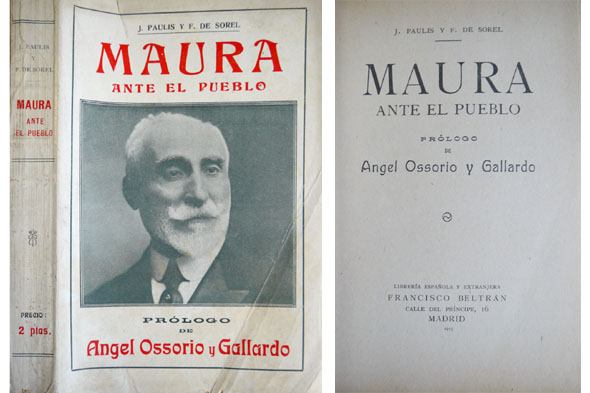 J. PAULIS
Y
F. DE SOREL
MAURA
ANTE
EL PUEBLO
PRECIO:
2 ptas.
J. PAULIS Y F. DE SOREL
MAURA
ANTE EL PUEBLO
PRÓLOGO
DE
Angel Ossorio y Gallardo
J. PAULIS Y F. DE SOREL
MAURA
ANTE EL PUEBLO
PRÓLOGO
DE
Angel Ossorio y Gallardo
LIBRERÍA ESPAÑOLA Y EXTRANJERA
FRANCISCO BELTRÁN
CALLE DEL PRÍNCIPE, 16
MADRID